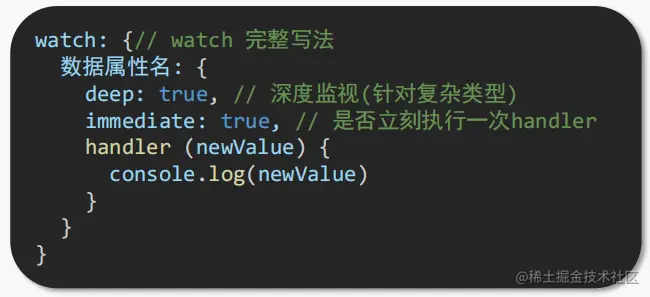 watch: {// watch 完整写法
  数据属性名: {
    deep: true, // 深度监视(针对复杂类型)
    immediate: true, // 是否立刻执行一次handler
    handler (newValue) {
      console.log(newValue)
    }
  }
}
@稀土掘金技术社区